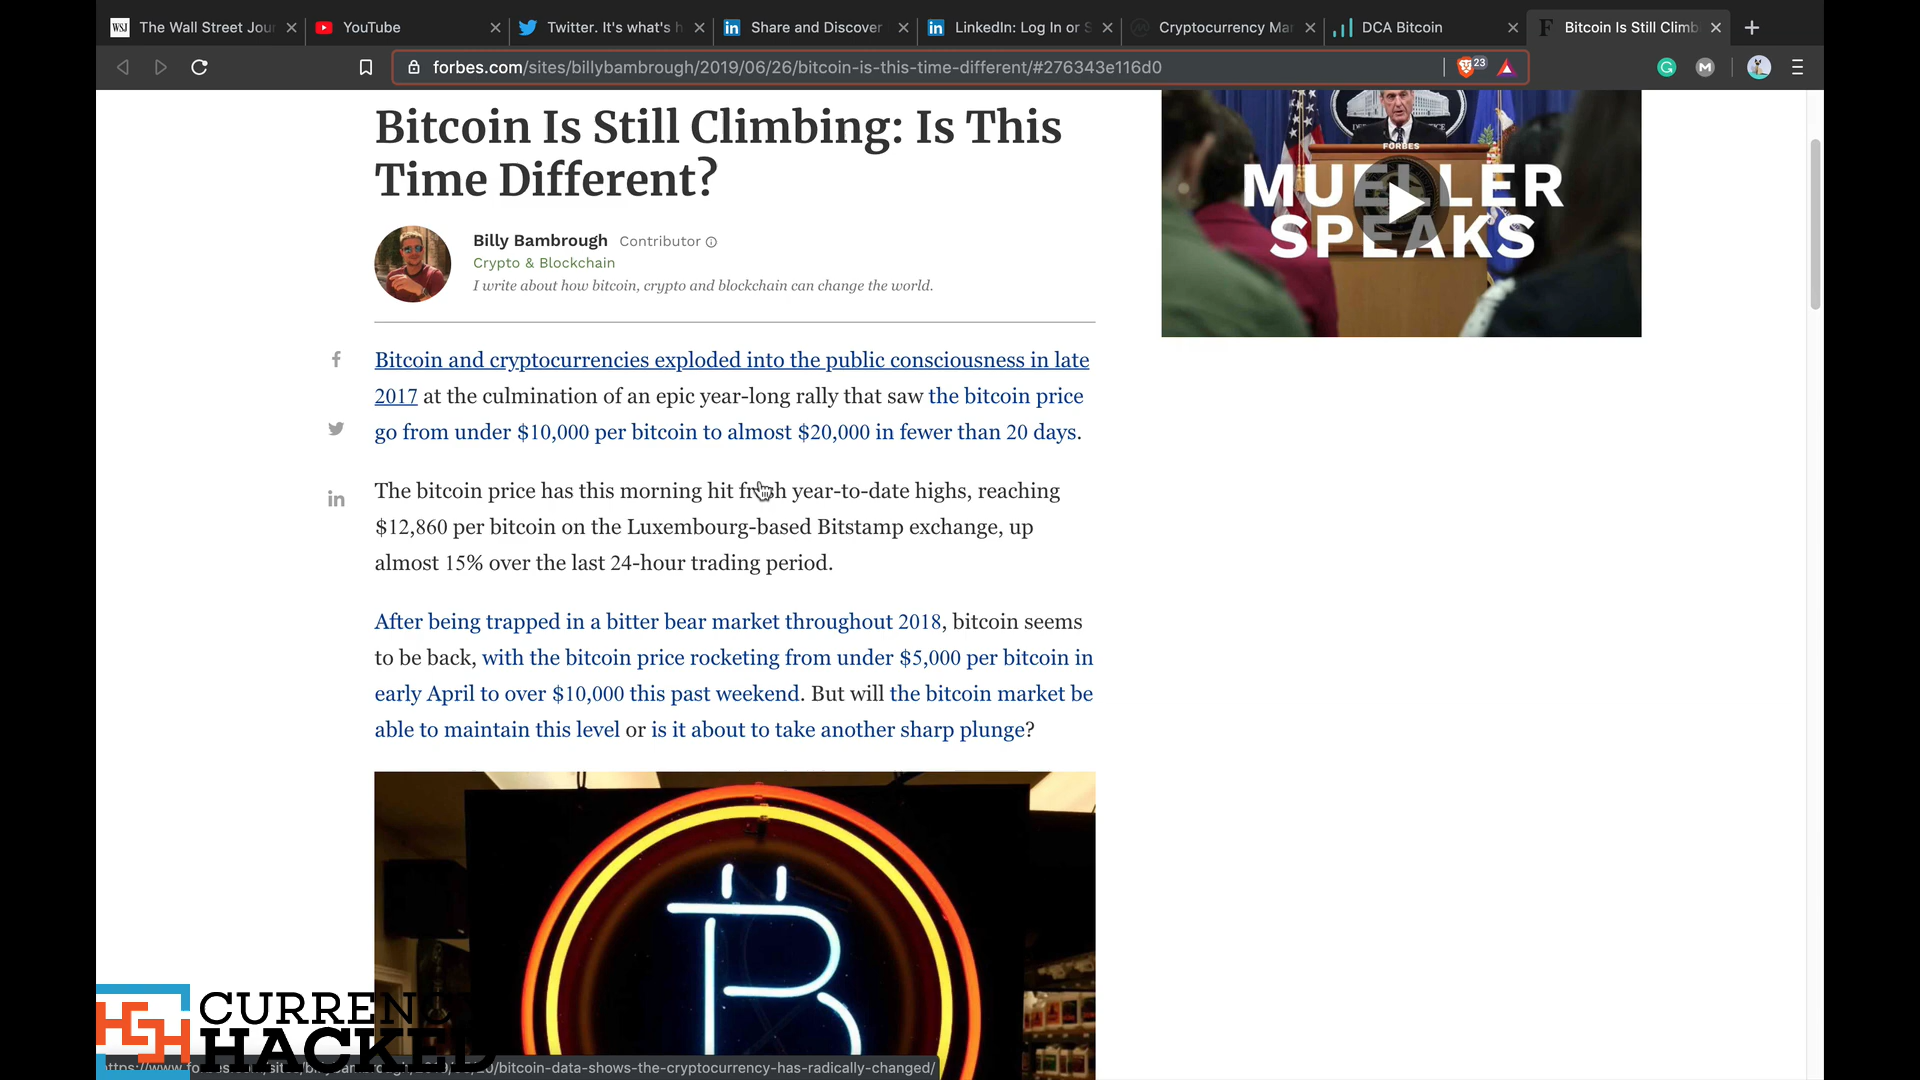 WSJ The Wall Street Jour
YouTube
Twitter. It's what's h
in Share and Discover
in LinkedIn: Log In or S
Cryptocurrency Mar
DCA Bitcoin
F Bitcoin Is Still Climb
forbes.com/sites/billybambrough/2019/06/26/bitcoin-is-this-time-different/#276343e116d0
23
G
M
Bitcoin Is Still Climbing: Is This
Time Different?
Billy Bambrough Contributor
Crypto & Blockchain
I write about how bitcoin, crypto and blockchain can change the world.
FORBES
MUELLER
SPEAKS
Bitcoin and cryptocurrencies exploded into the public consciousness in late
2017 at the culmination of an epic year-long rally that saw the bitcoin price
go from under $10,000 per bitcoin to almost $20,000 in fewer than 20 days.
The bitcoin price has this morning hit fresh year-to-date highs, reaching
$12,860 per bitcoin on the Luxembourg-based Bitstamp exchange, up
almost 15% over the last 24-hour trading period.
After being trapped in a bitter bear market throughout 2018, bitcoin seems
to be back, with the bitcoin price rocketing from under $5,000 per bitcoin in
early April to over $10,000 this past weekend. But will the bitcoin market be
able to maintain this level or is it about to take another sharp plunge?
f
in
B
HSH
CURRENCY
HACKED